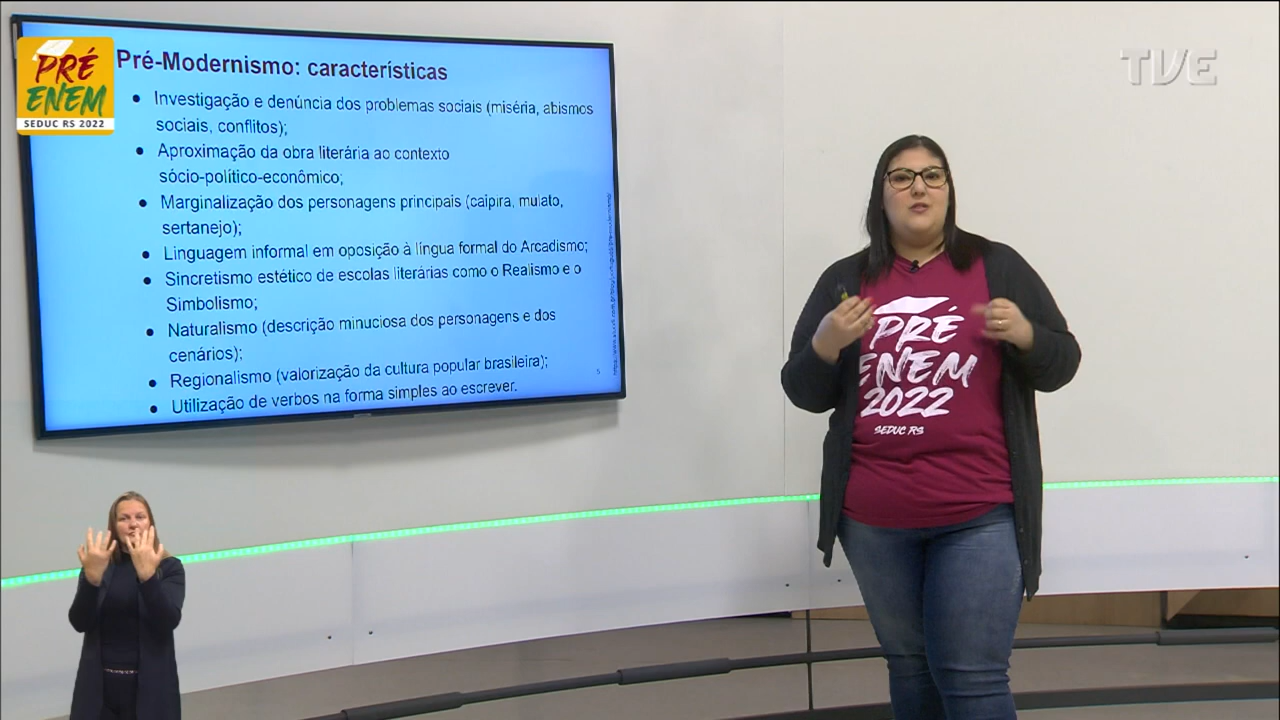 PRÉ
ENEM
SEDUC RS 2022
Pré-Modernismo: características
● Investigação e denúncia dos problemas sociais (miséria, abismos
sociais, conflitos);
● Aproximação da obra literária ao contexto
sócio-político-econômico;
● Marginalização dos personagens principais (caipira, mulato,
sertanejo);
● Linguagem informal em oposição à língua formal do Arcadismo;
● Sincretismo estético de escolas literárias como o Realismo e o
Simbolismo;
● Naturalismo (descrição minuciosa dos personagens e dos
cenários);
● Regionalismo (valorização da cultura popular brasileira);
● Utilização de verbos na forma simples ao escrever.
5
TVE
PRÉ
ENEM
2022
SEDUC RS